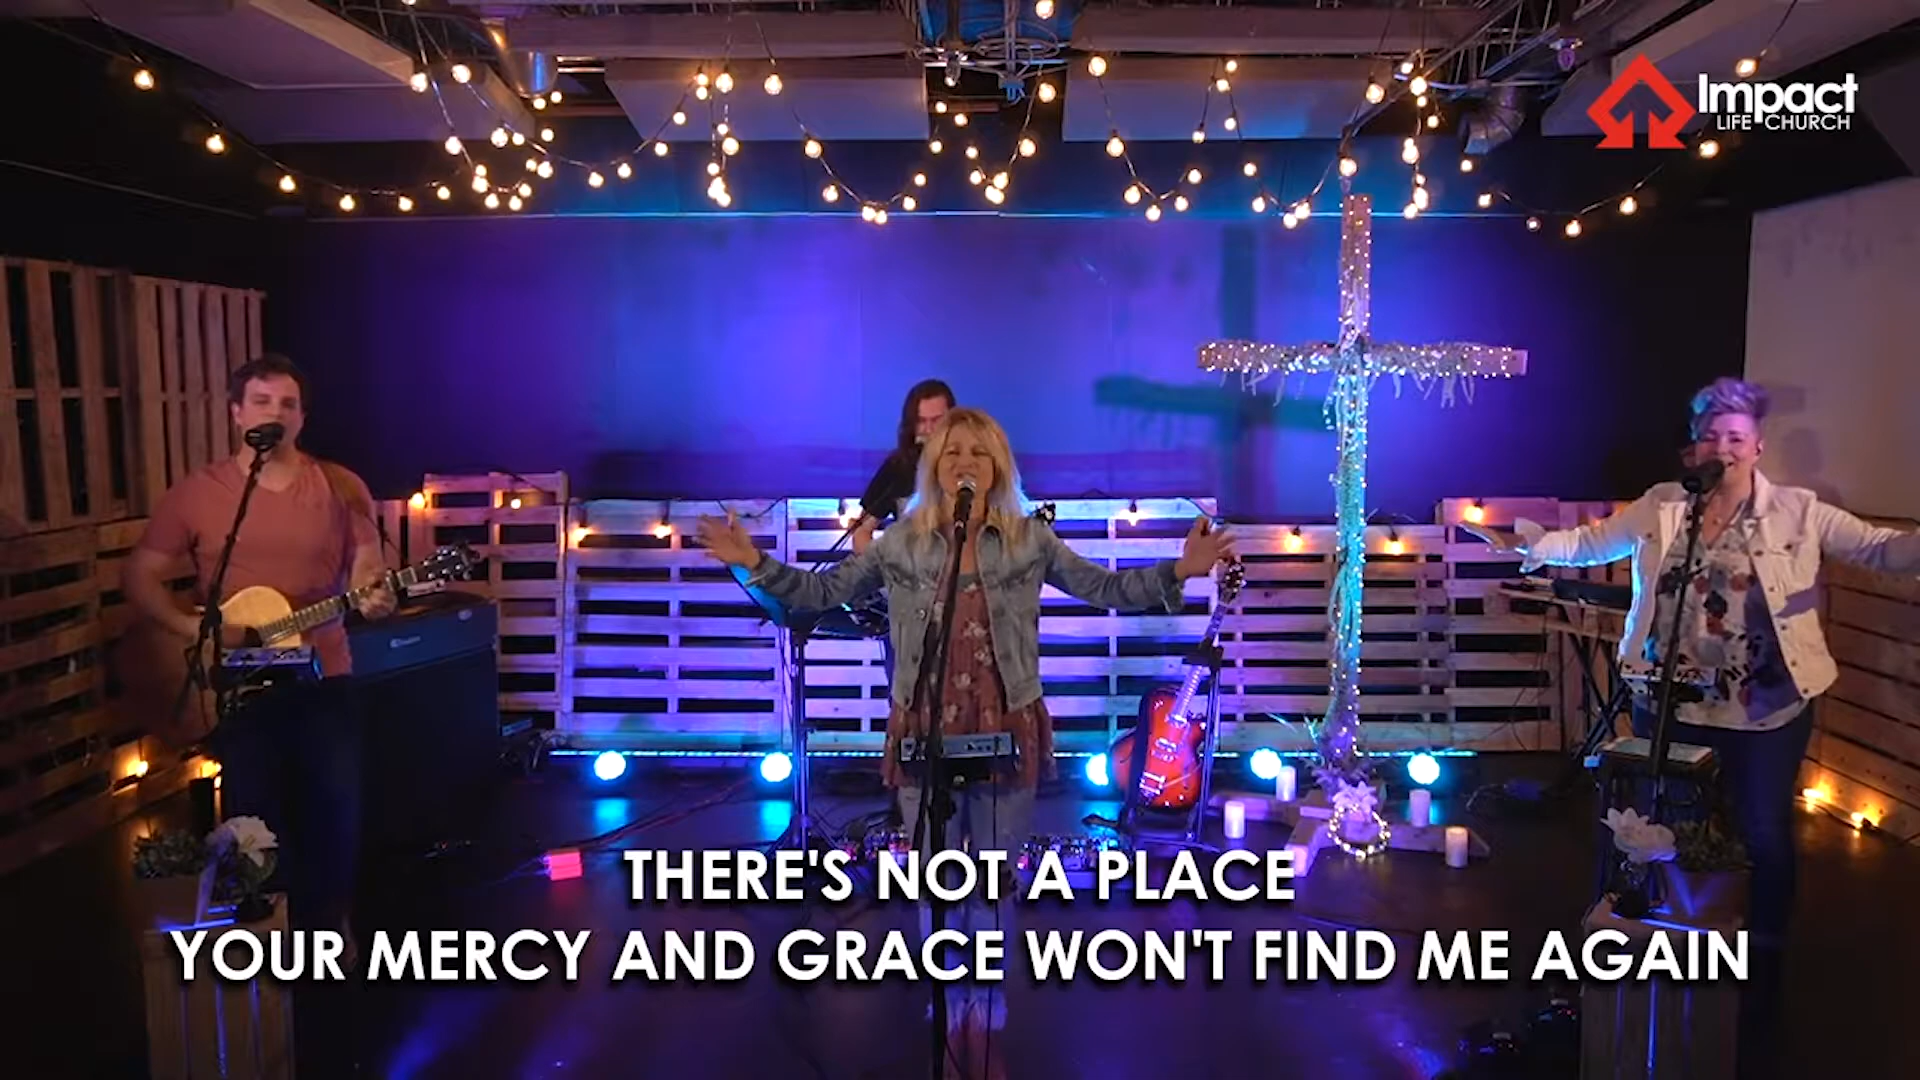 Impact
LIFE CHURCH
THERE'S NOT A PLACE
YOUR MERCY AND GRACE WON'T FIND ME AGAIN